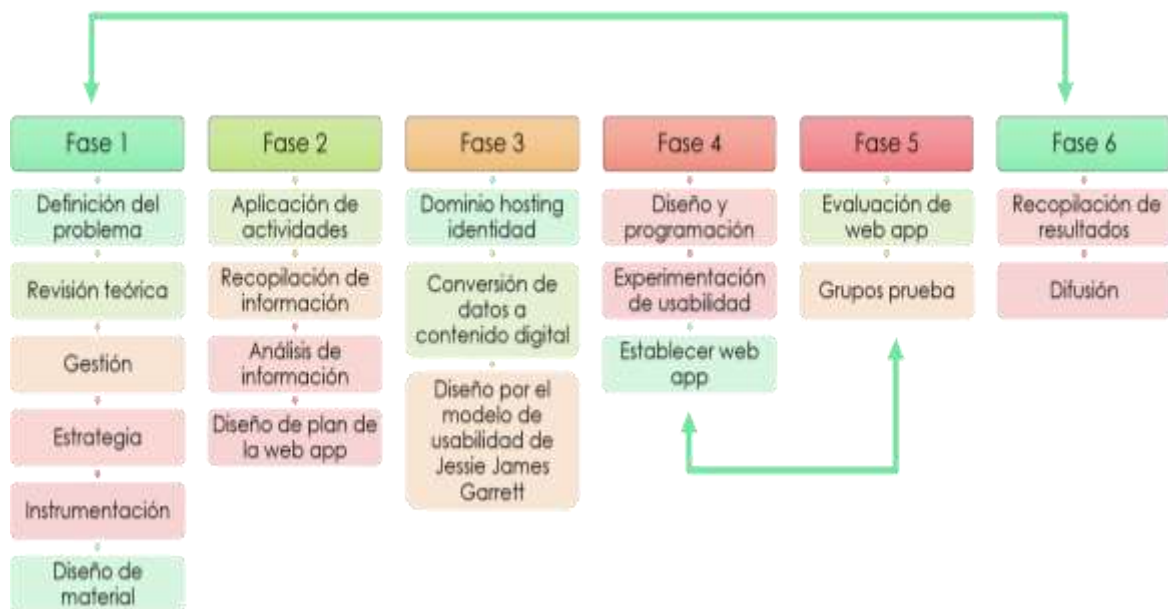 Fase 1
Definición del
problema
Revisión teórica
Gestión
Estrategia
Instrumentación
Diseño de
material
Fase 2
Aplicación de
actividades
Recopilación de
información
Análisis de
información
Diseño de plan de
la web app
Fase 3
Dominio hosting
identidad
Conversión de
datos a
contenido digital
Diseño por el
modelo de
usabilidad de
Jessie James
Garrett
Fase 4
Diseño y
programación
Experimentación
de usabilidad
Establecer web
app
Fase 5
Evaluación de
web app
Grupos prueba
Fase 6
Recopilación de
resultados
Difusión